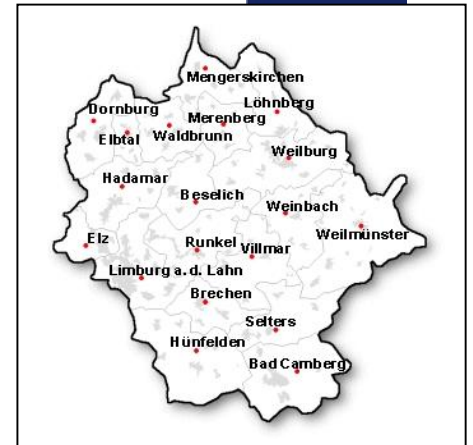 Mengerskirchen
Dornburg
Löhnberg
Merenberg
Elbtal
Waldbrunn
Weilburg
Hadamar
Beselich
Weinbach
Weilmünster
Elz
Runkel
Villmar
Limburg a. d. Lahn
Brechen
Selters
Hünfelden
Bad Camberg